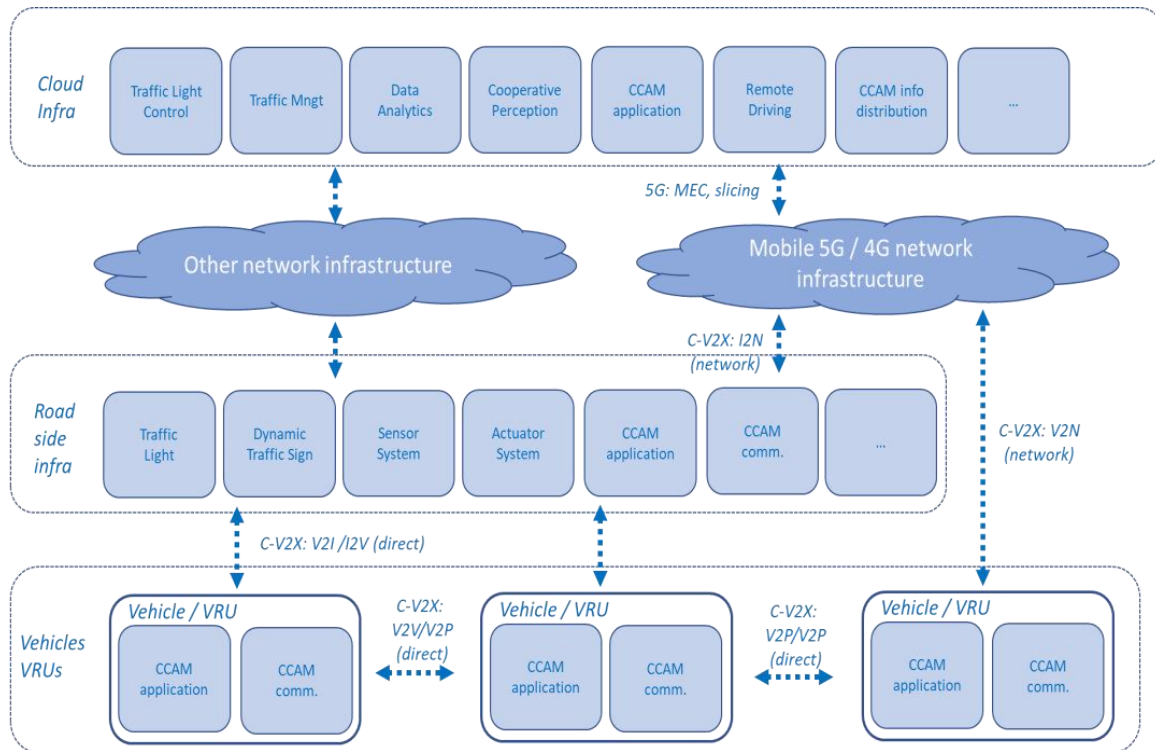 Cloud
Infra
Traffic Light
Control
Traffic Mngt
Data
Analytics
Cooperative
Perception
CCAM
application
Remote
Driving
CCAM info
distribution
...
5G: MEC, slicing
Other network infrastructure
Mobile 5G / 4G network
infrastructure
C-V2X: I2N
(network)
C-V2X: V2N
(network)
Road
side
infra
Traffic
Light
Dynamic
Traffic Sign
Sensor
System
Actuator
System
CCAM
application
CCAM
comm.
...
C-V2X: V2I /I2V (direct)
Vehicles
VRUs
Vehicle / VRU
CCAM
application
CCAM
comm.
C-V2X:
V2V/V2P
(direct)
Vehicle / VRU
CCAM
application
CCAM
comm.
C-V2X:
V2P/V2P
(direct)
Vehicle / VRU
CCAM
application
CCAM
comm.